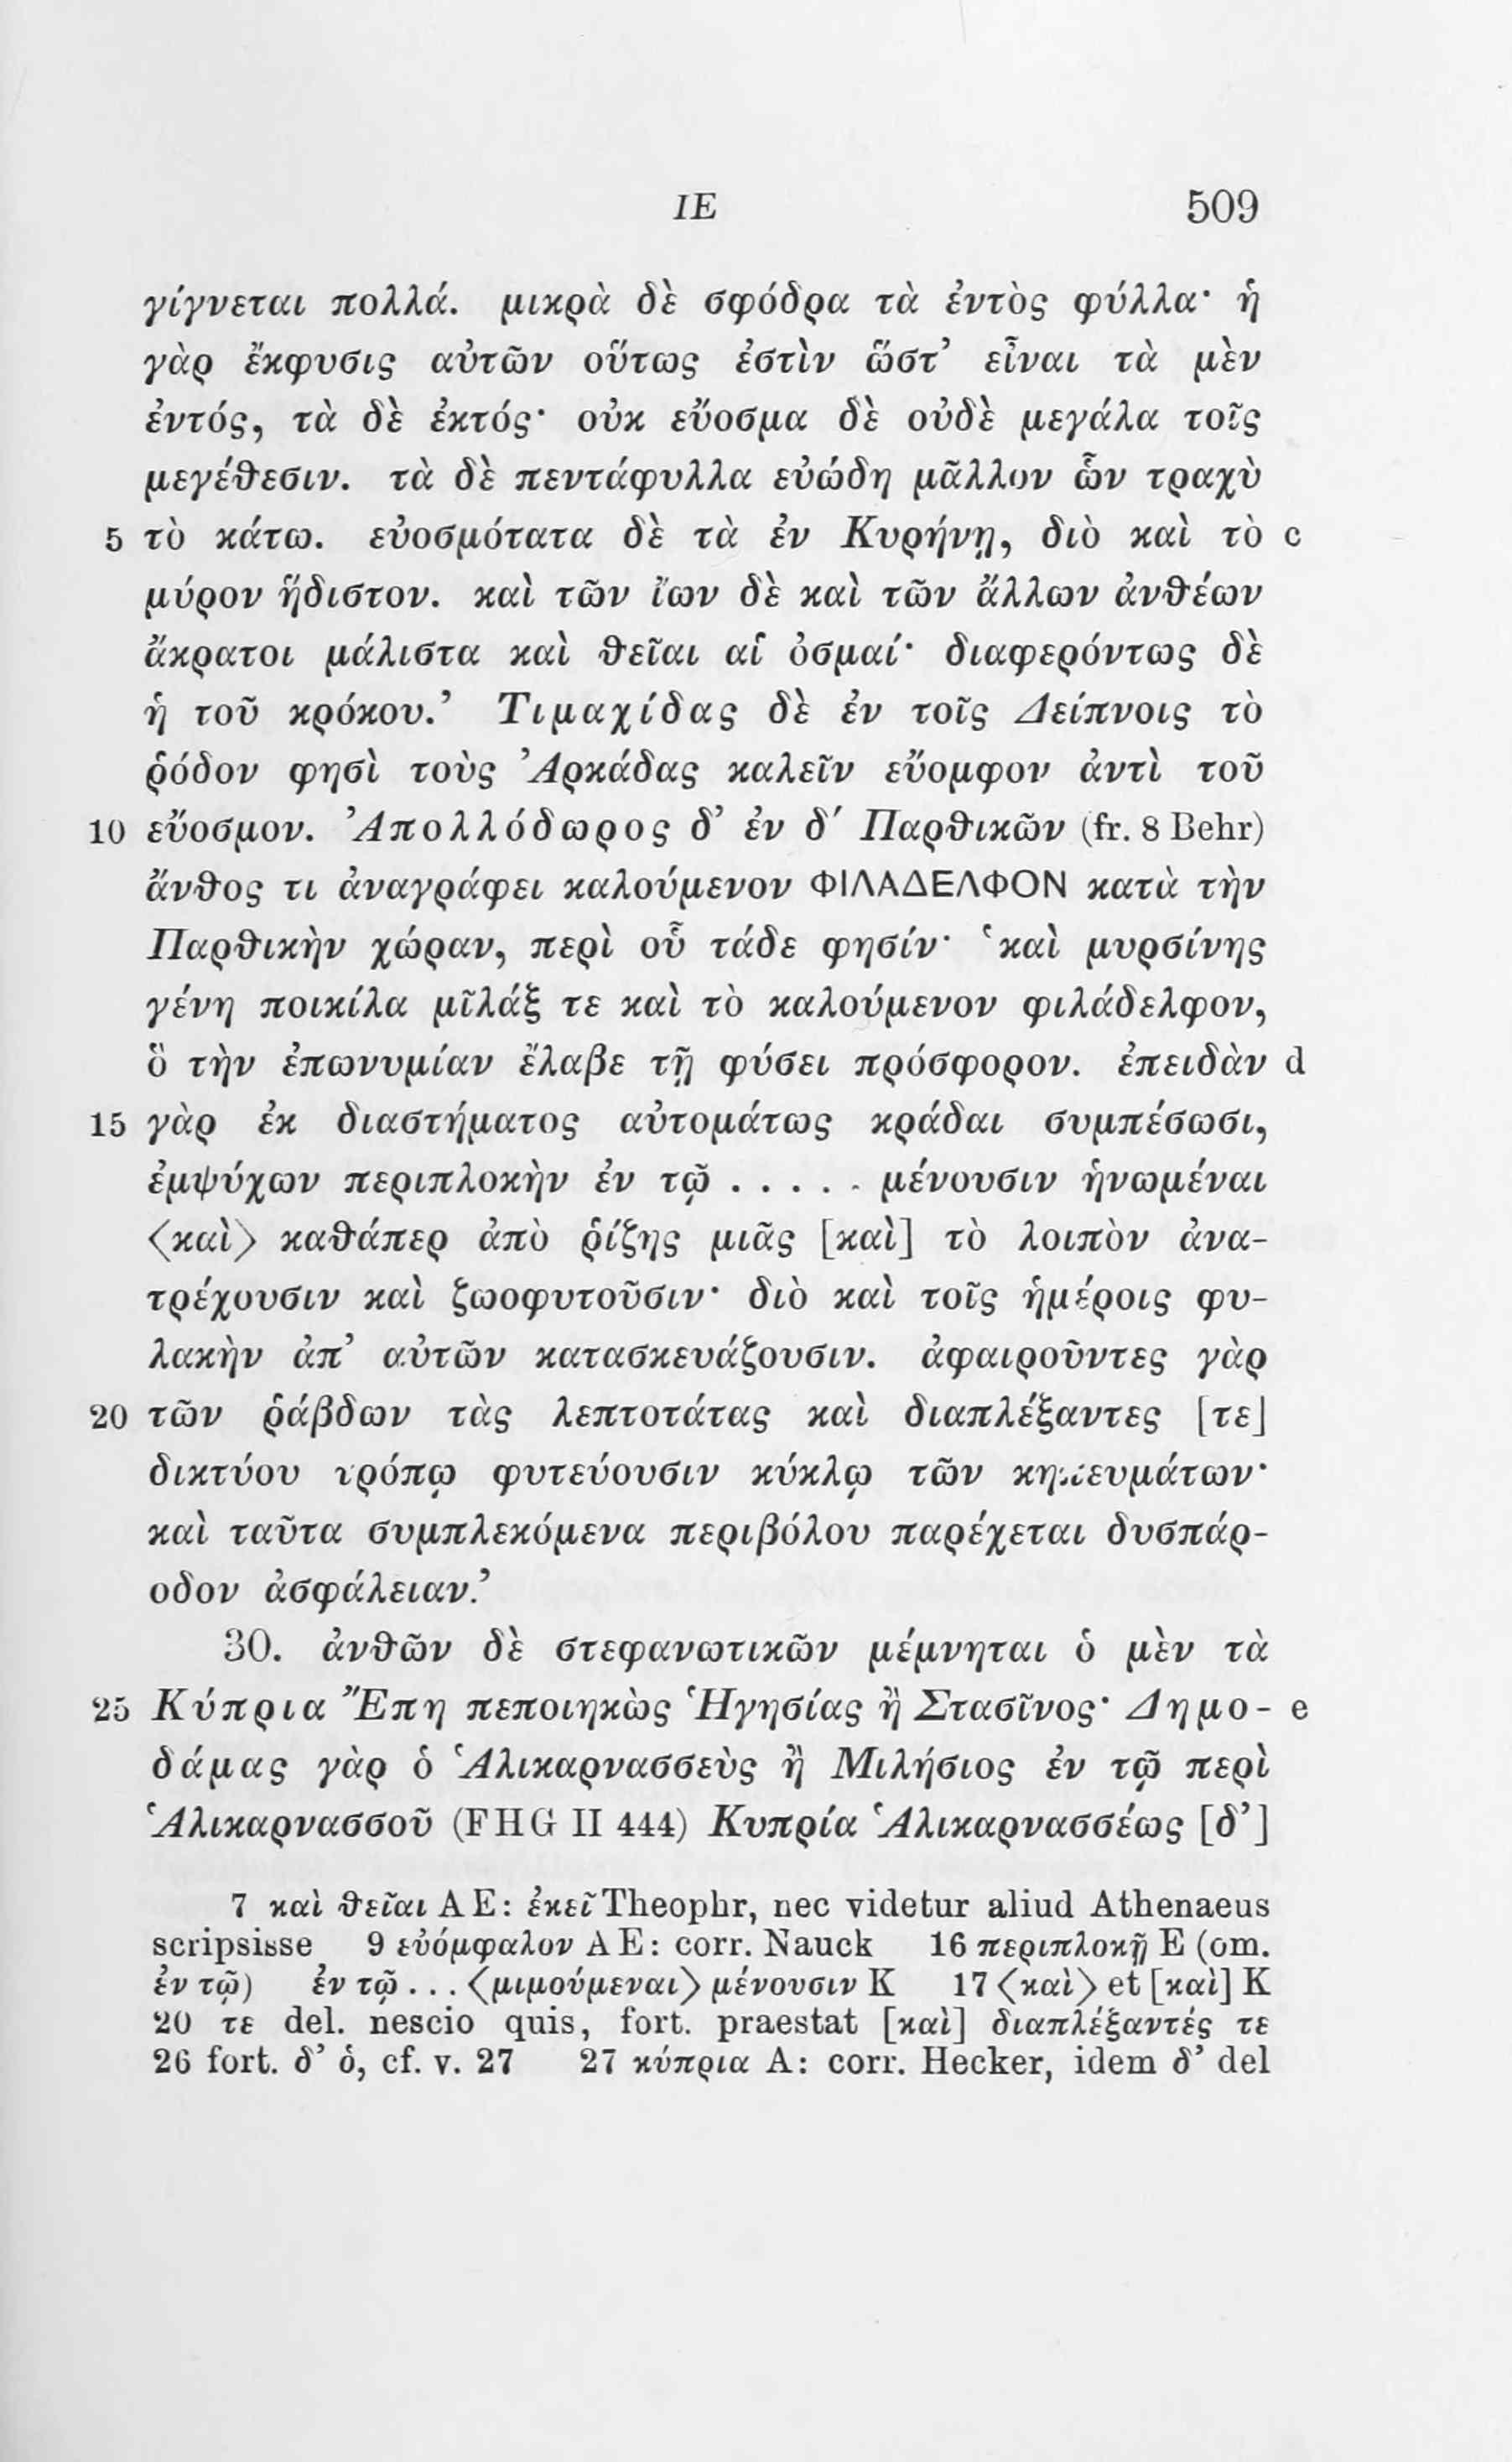 ΙΕ 509
γίγνεται πολλά. μικρὰ δὲ σφόδρα τὰ ἐντὸς φύλλα· ἡ
γὰρ ἔκφυσις αὐτῶν οὕτως ἐστὶν ὥστ’ εἶναι τὰ μὲν
ἐντός, τὰ δὲ ἐκτός· οὐκ εὔοσμα δὲ οὐδὲ μεγάλα τοῖς
μεγέθεσιν. τὰ δὲ πεντάφυλλα εὐώδη μᾶλλον ὧν τραχὺ
5 τὸ κάτω. εὐοσμότατα δὲ τὰ ἐν Κυρήνῃ, διὸ καὶ τὸ c
μύρον ἥδιστον. καὶ τῶν ἴων δὲ καὶ τῶν ἄλλων ἀνθέων
ἄκρατοι μάλιστα καὶ θεῖαι αἱ ὀσμαί· διαφερόντως δὲ
ἡ τοῦ κρόκου.’ Τιμαχίδας δὲ ἐν τοῖς Δείπνοις τὸ
ῥόδον φησὶ τοὺς Ἀρκάδας καλεῖν εὔομφον ἀντὶ τοῦ
10 εὔοσμον. Ἀπολλόδωρος δ’ ἐν δ′ Παρθικῶν (fr. 8 Behr)
ἄνθος τι ἀναγράφει καλούμενον ΦΙΛΑΔΕΛΦΟΝ κατὰ τὴν
Παρθικὴν χώραν, περὶ οὗ τάδε φησίν· ‘καὶ μυρσίνης
γένη ποικίλα μῖλάξ τε καὶ τὸ καλούμενον φιλάδελφον,
ὃ τὴν ἐπωνυμίαν ἔλαβε τῇ φύσει πρόσφορον. ἐπειδὰν d
15 γὰρ ἐκ διαστήματος αὐτομάτως κράδαι συμπέσωσι,
ἐμψύχων περιπλοκὴν ἐν τῷ . . . . . μένουσιν ἡνωμέναι
⟨καὶ⟩ καθάπερ ἀπὸ ῥίζης μιᾶς [καὶ] τὸ λοιπὸν ἀνα-
τρέχουσιν καὶ ζωοφυτοῦσιν· διὸ καὶ τοῖς ἡμέροις φυ-
λακὴν ἀπ’ αὐτῶν κατασκευάζουσιν. ἀφαιροῦντες γὰρ
20 τῶν ῥάβδων τὰς λεπτοτάτας καὶ διαπλέξαντες [τε]
δικτύου τρόπῳ φυτεύουσιν κύκλῳ τῶν κηπευμάτων·
καὶ ταῦτα συμπλεκόμενα περιβόλου παρέχεται δυσπάρ-
οδον ἀσφάλειαν.’
30. ἀνθῶν δὲ στεφανωτικῶν μέμνηται ὁ μὲν τὰ
25 Κύπρια Ἔπη πεποιηκὼς Ἡγησίας ἢ Στασῖνος· Δημο- e
δάμας γὰρ ὁ Ἁλικαρνασσεὺς ἢ Μιλήσιος ἐν τῷ περὶ
Ἁλικαρνασσοῦ (FHG II 444) Κυπρία Ἁλικαρνασσέως [δ’]
7 καὶ θεῖαι AE: ἐκεῖ Theophr, nec videtur aliud Athenaeus
scripsisse 9 εὐόμφαλον AE: corr. Nauck 16 περιπλοκῇ E (om.
ἐν τῷ) ἐν τῷ . . . ⟨μιμούμεναι⟩ μένουσιν K 17 ⟨καὶ⟩ et [καὶ] K
20 τε del. nescio quis, fort. praestat [καὶ] διαπλέξαντές τε
26 fort. δ’ ὁ, cf. v. 27 27 κύπρια A: corr. Hecker, idem δ’ del